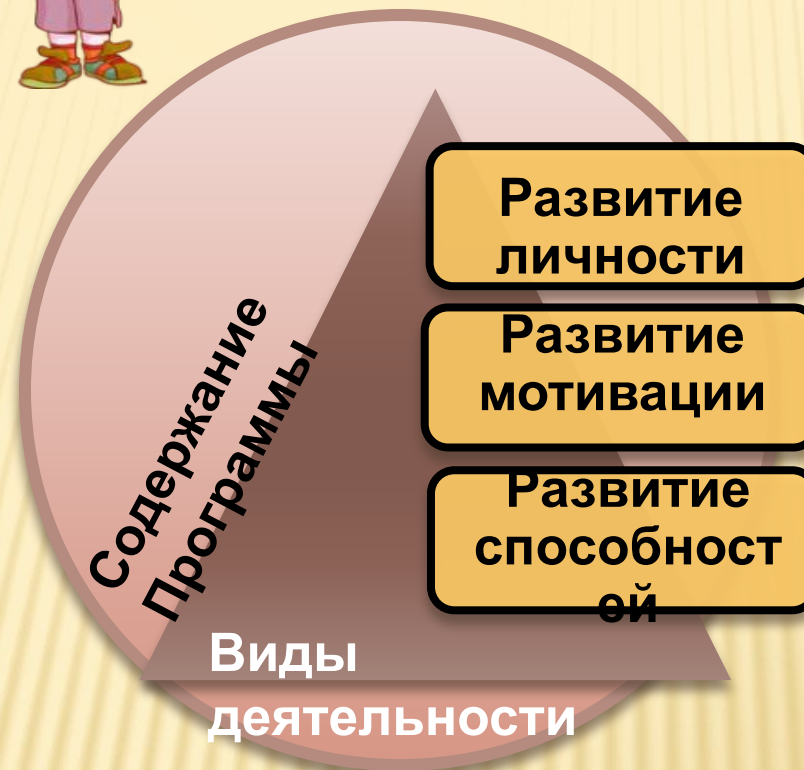 Развитие
личности
Развитие
мотивации
Развитие
способност
ей
Содержание
Программы
Виды
деятельности